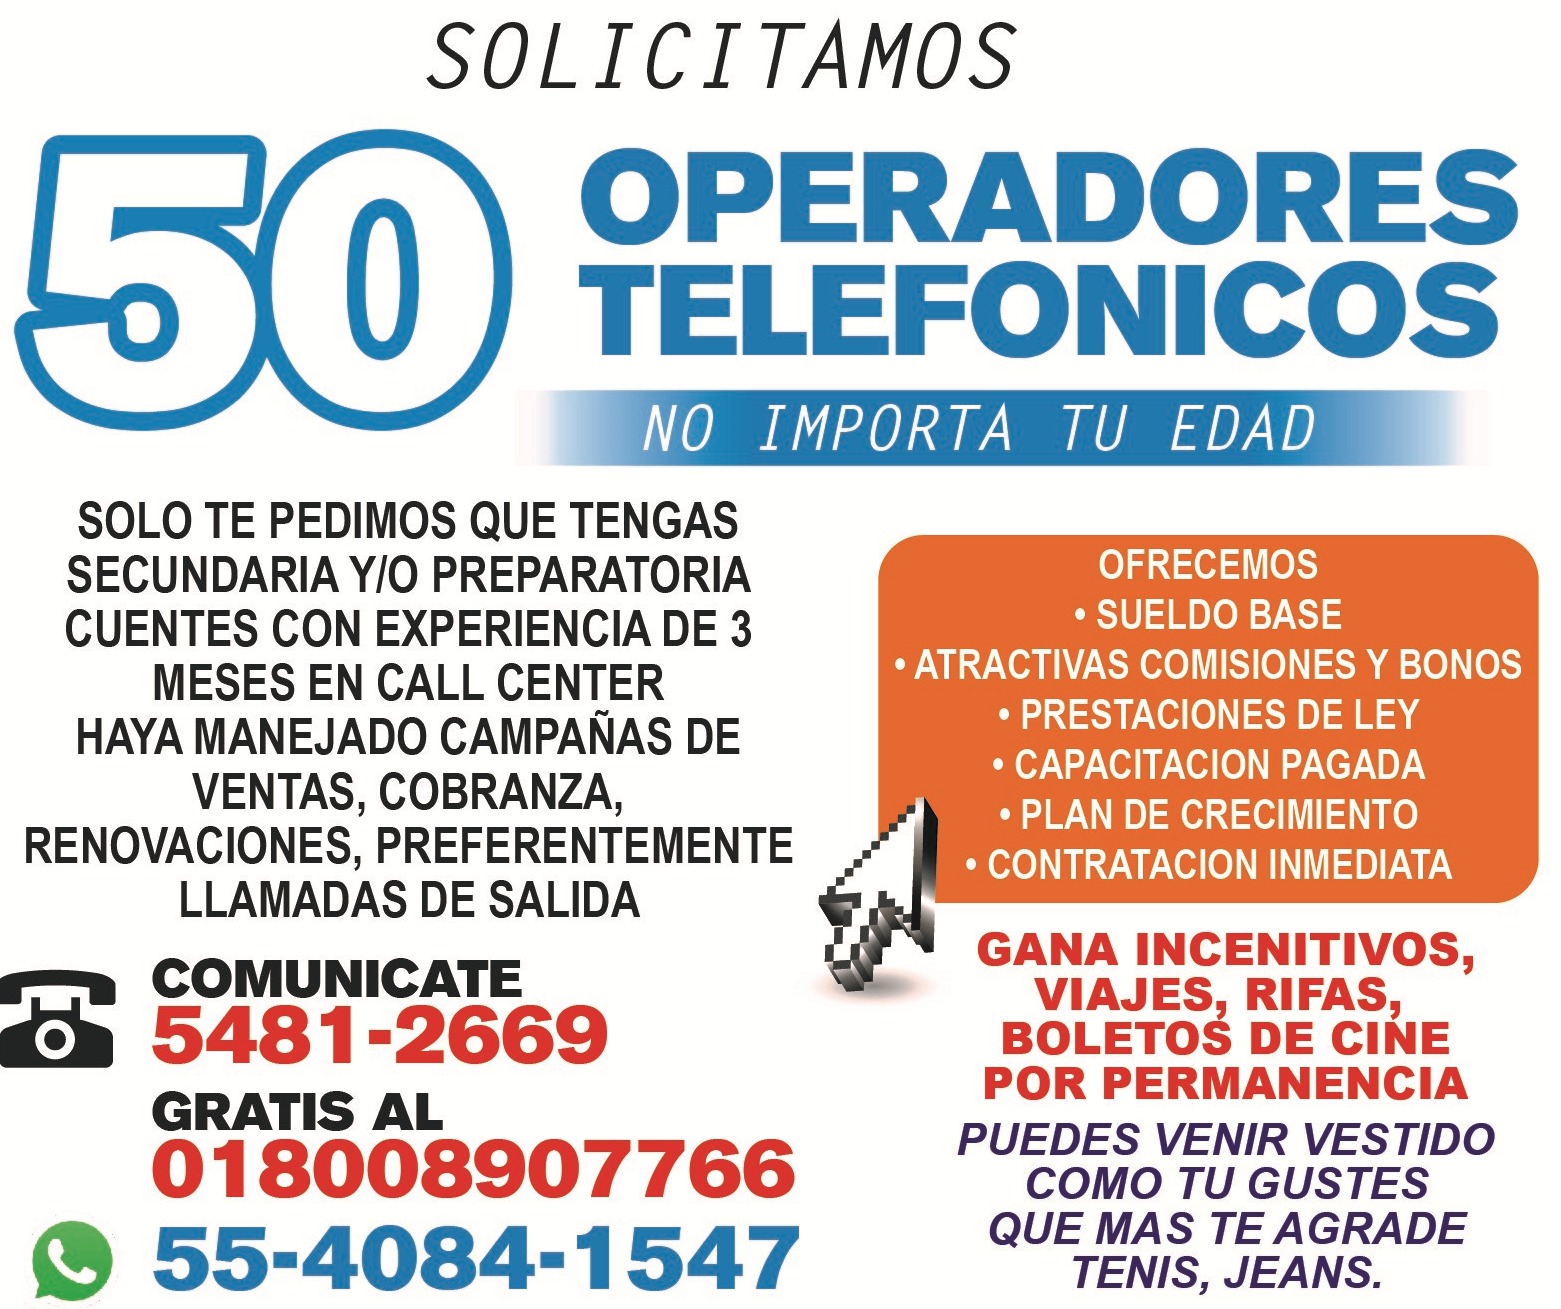 SOLICITAMOS
50
OPERADORES
TELEFONICOS
NO IMPORTA TU EDAD
SOLO TE PEDIMOS QUE TENGAS
SECUNDARIA Y/O PREPARATORIA
CUENTES CON EXPERIENCIA DE 3
MESES EN CALL CENTER
HAYA MANEJADO CAMPAÑAS DE
VENTAS, COBRANZA,
RENOVACIONES, PREFERENTEMENTE
LLAMADAS DE SALIDA
COMUNICATE
5481-2669
GRATIS AL
018008907766
55-4084-1547
OFRECEMOS
• SUELDO BASE
• ATRACTIVAS COMISIONES Y BONOS
• PRESTACIONES DE LEY
• CAPACITACION PAGADA
• PLAN DE CRECIMIENTO
• CONTRATACION INMEDIATA
GANA INCENITIVOS,
VIAJES, RIFAS,
BOLETOS DE CINE
POR PERMANENCIA
PUEDES VENIR VESTIDO
COMO TU GUSTES
QUE MAS TE AGRADE
TENIS, JEANS.